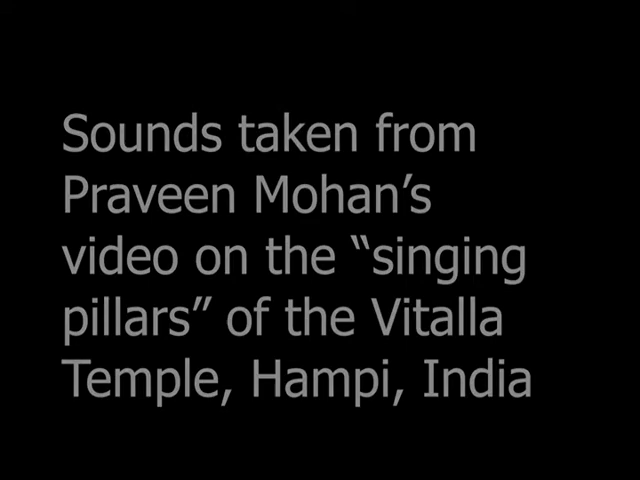 Sounds taken from
Praveen Mohan’s
video on the “singing
pillars” of the Vitalla
Temple, Hampi, India